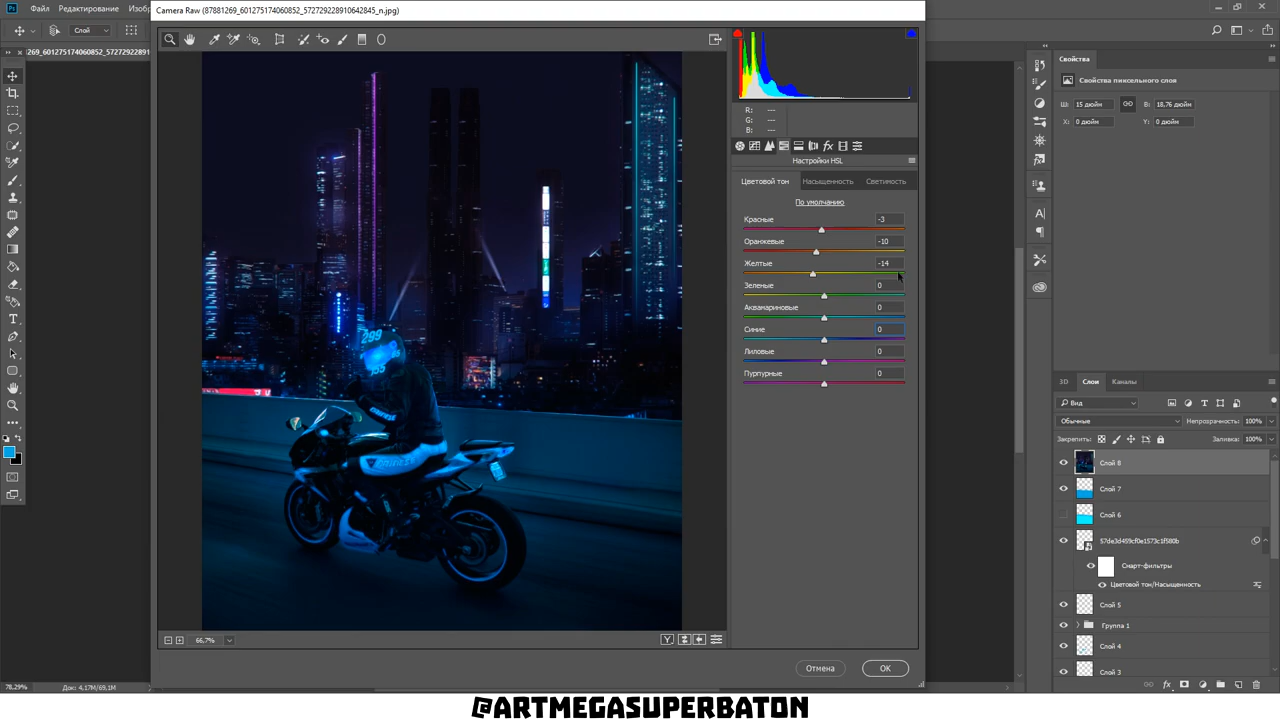 Ps Файл Редактирование Изобр
Слой
Camera Raw (87881269_601275174060852_572729228910642845_n.jpg)
269_601275174060852_57272922891
R: ---
G: ---
B: ---
Настройки HSL
Цветовой тон Насыщенность Светимость
По умолчанию
Красные -3
Оранжевые -10
Желтые -14
Зеленые 0
Аквамариновые 0
Синие 0
Лиловые 0
Пурпурные 0
299
66,7%
Y
Отмена OK
78.29% Док: 4,17M/69,1M
Свойства
Свойства пиксельного слоя
Ш: 15 дюйм В: 18,76 дюйм
X: 0 дюйм Y: 0 дюйм
3D Слои Каналы
Вид
Обычные Непрозрачность: 100%
Закрепить: Заливка: 100%
Слой 8
Слой 7
Слой 6
57de3d459cf0e1573c1f580b
Смарт-фильтры
Цветовой тон/Насыщенность
Слой 5
Группа 1
Слой 4
Слой 3
@ARTMEGASUPERBATON